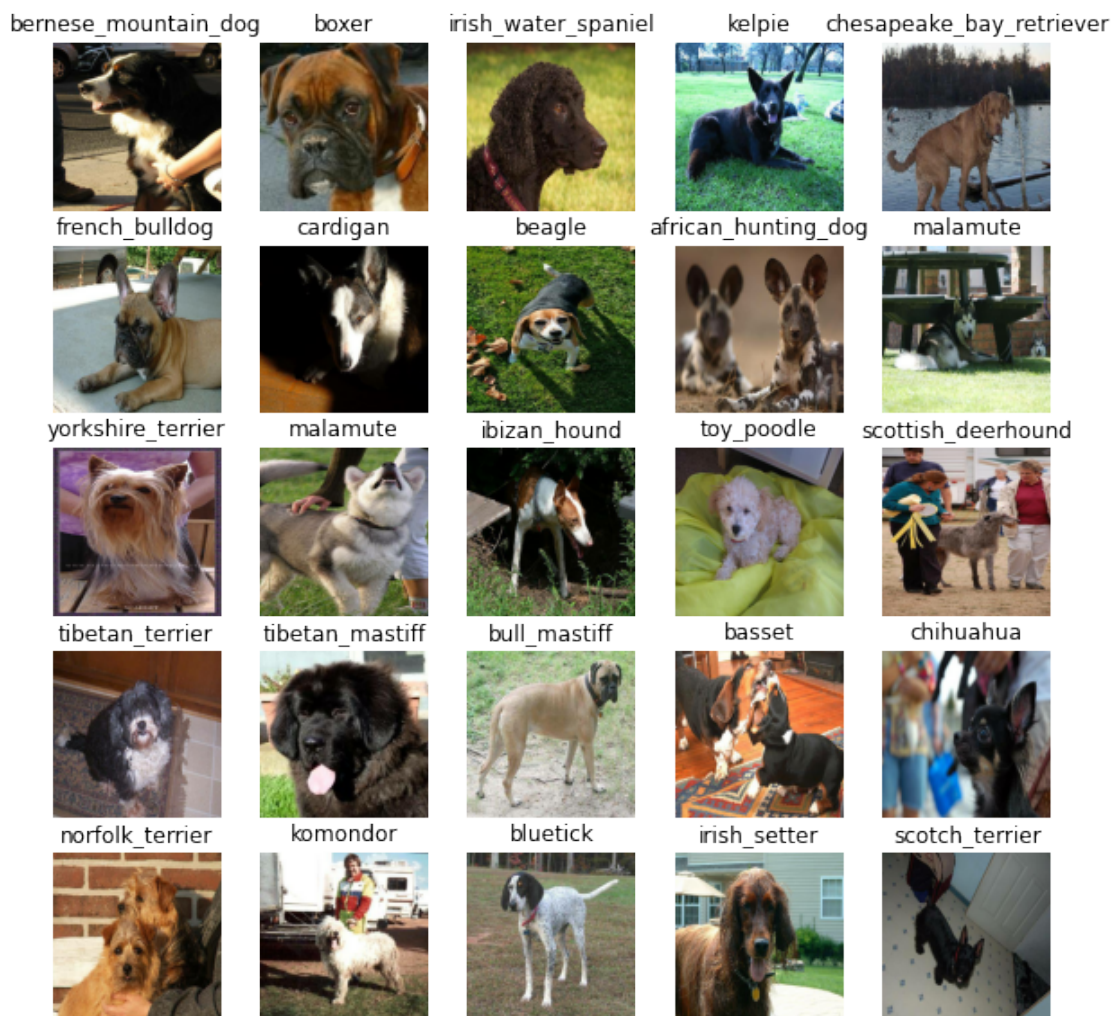 bernese_mountain_dog boxer irish_water_spaniel kelpie chesapeake_bay_retriever
french_bulldog cardigan beagle african_hunting_dog malamute
yorkshire_terrier malamute ibizan_hound toy_poodle scottish_deerhound
tibetan_terrier tibetan_mastiff bull_mastiff basset chihuahua
norfolk_terrier komondor bluetick irish_setter scotch_terrier